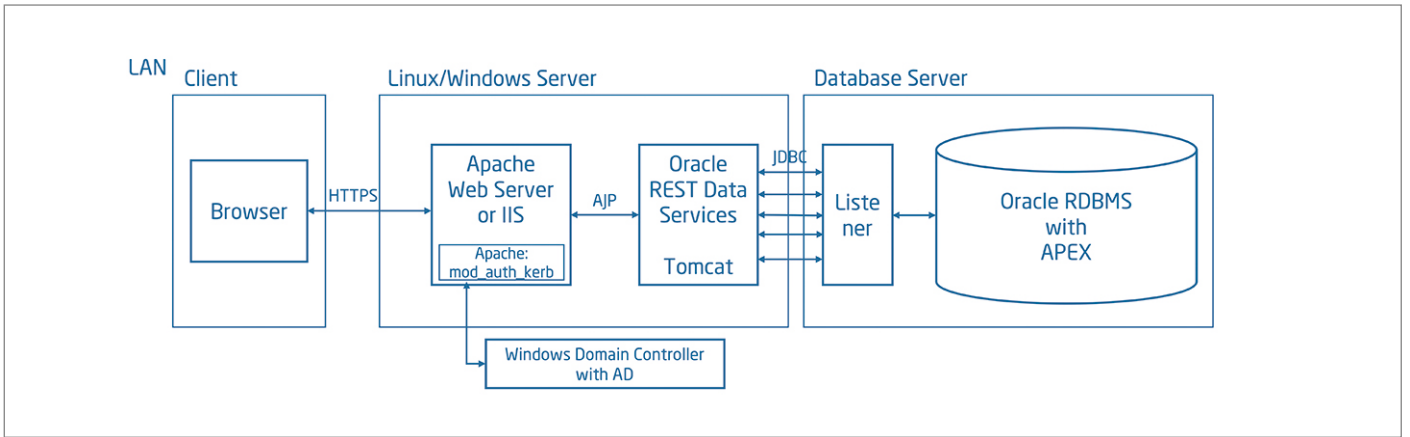 LAN
Client
Linux/Windows Server
Database Server
Browser
HTTPS
Apache
Web Server
or IIS
Apache:
mod_auth_kerb
AJP
Oracle
REST Data
Services
Tomcat
JDBC
Liste
ner
Oracle RDBMS
with
APEX
Windows Domain Controller
with AD